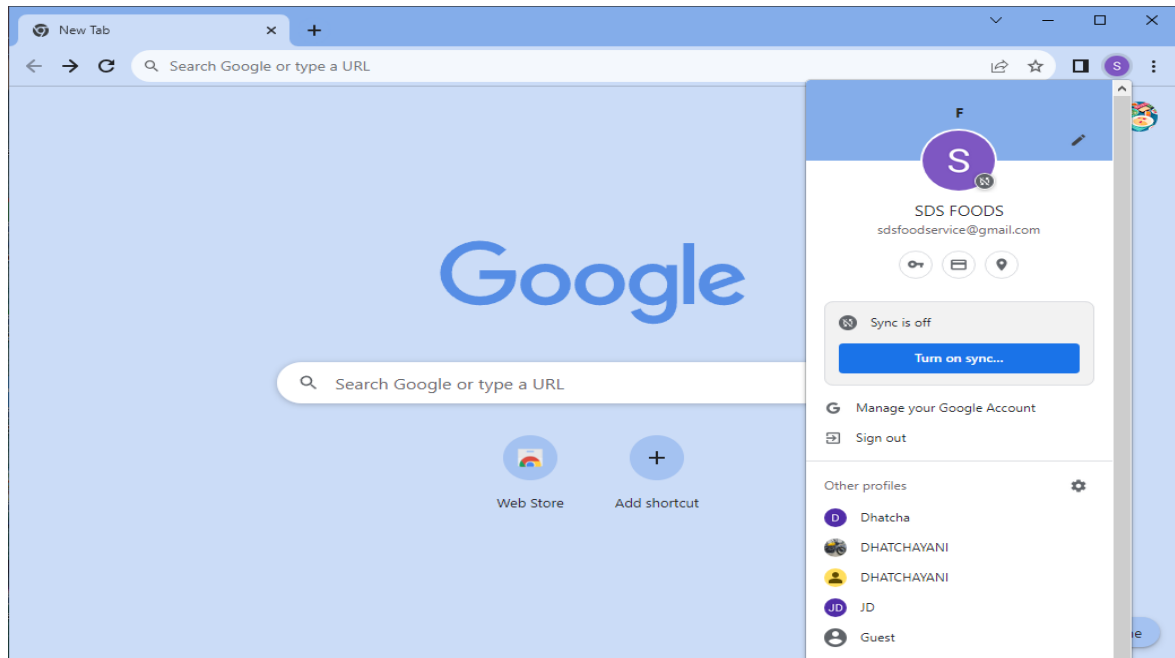 New Tab
Search Google or type a URL
S
F
S
SDS FOODS
sdsfoodservice@gmail.com
Google
Sync is off
Turn on sync...
Search Google or type a URL
G Manage your Google Account
Sign out
Web Store
Add shortcut
Other profiles
D Dhatcha
DHATCHAYANI
DHATCHAYANI
JD JD
Guest